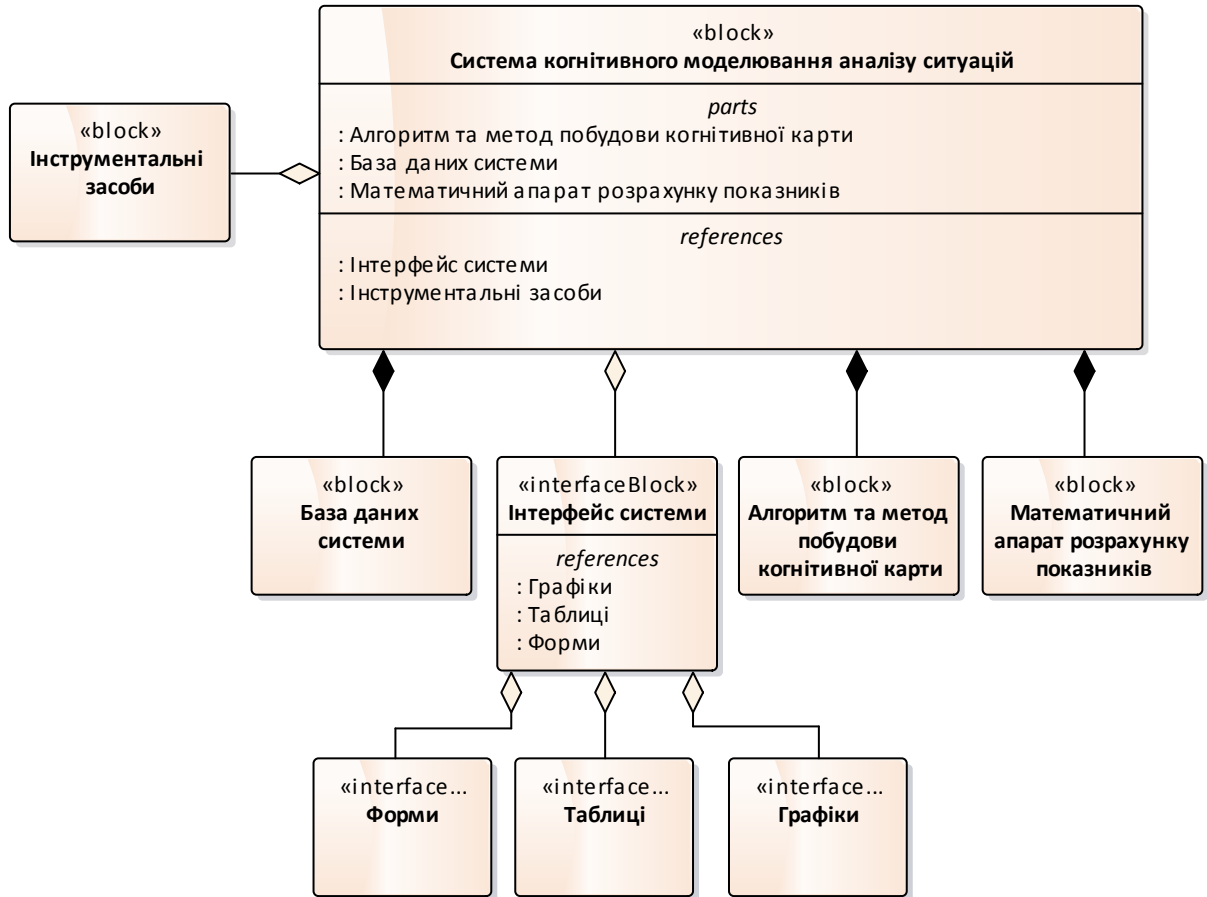 «block»
Система когнітивного моделювання аналізу ситуацій
parts
: Алгоритм та метод побудови когнітивної карти
: База даних системи
: Математичний апарат розрахунку показників
references
: Інтерфейс системи
: Інструментальні засоби
«block»
Інструментальні
засоби
«block»
База даних
системи
«interfaceBlock»
Інтерфейс системи
references
: Графіки
: Таблиці
: Форми
«block»
Алгоритм та метод
побудови
когнітивної карти
«block»
Математичний
апарат розрахунку
показників
«interface...
Форми
«interface...
Таблиці
«interface...
Графіки